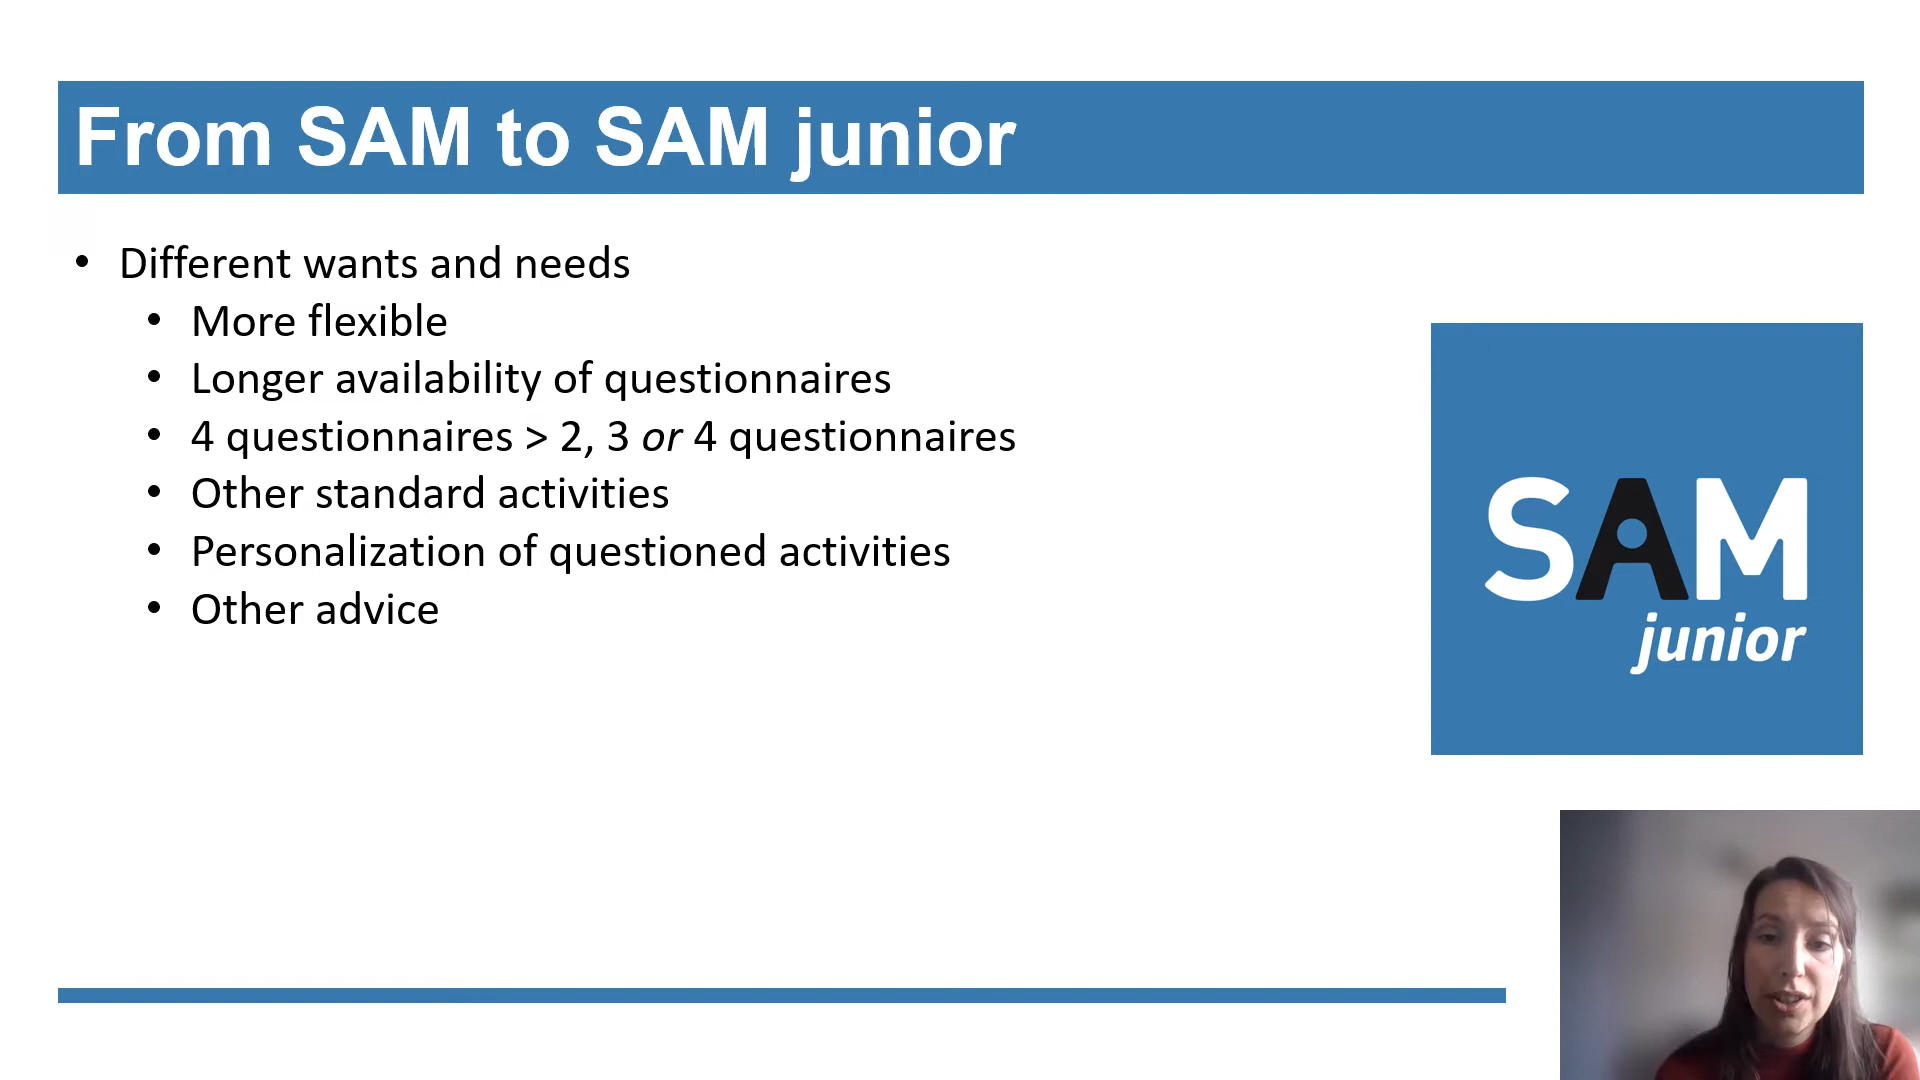 From SAM to SAM junior
• Different wants and needs
• More flexible
• Longer availability of questionnaires
• 4 questionnaires > 2, 3 or 4 questionnaires
• Other standard activities
• Personalization of questioned activities
• Other advice
SAM
junior